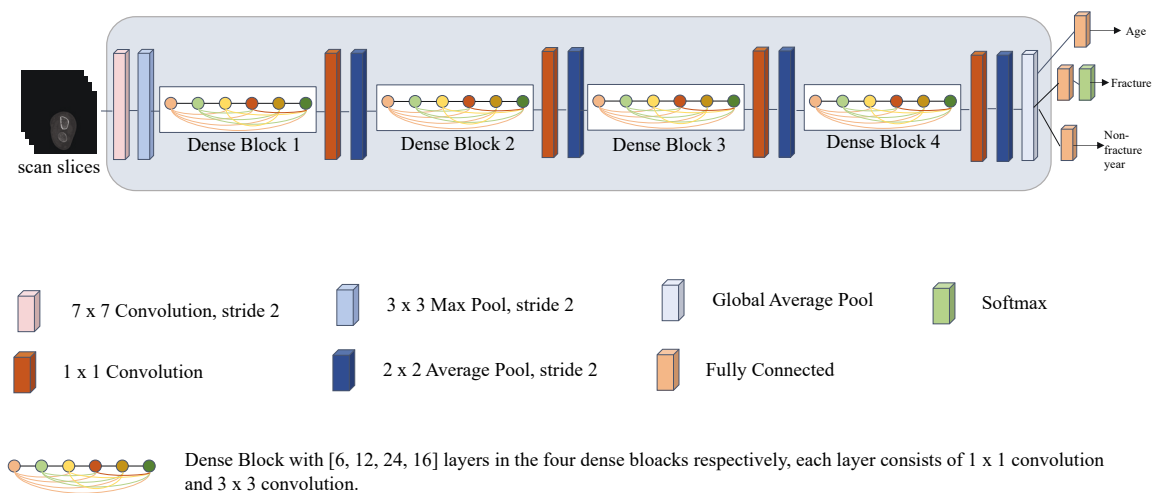 scan slices
Dense Block 1
Dense Block 2
Dense Block 3
Dense Block 4
Age
Fracture
Non-
fracture
year
7 x 7 Convolution, stride 2
3 x 3 Max Pool, stride 2
Global Average Pool
Softmax
1 x 1 Convolution
2 x 2 Average Pool, stride 2
Fully Connected
Dense Block with [6, 12, 24, 16] layers in the four dense bloacks respectively, each layer consists of 1 x 1 convolution
and 3 x 3 convolution.